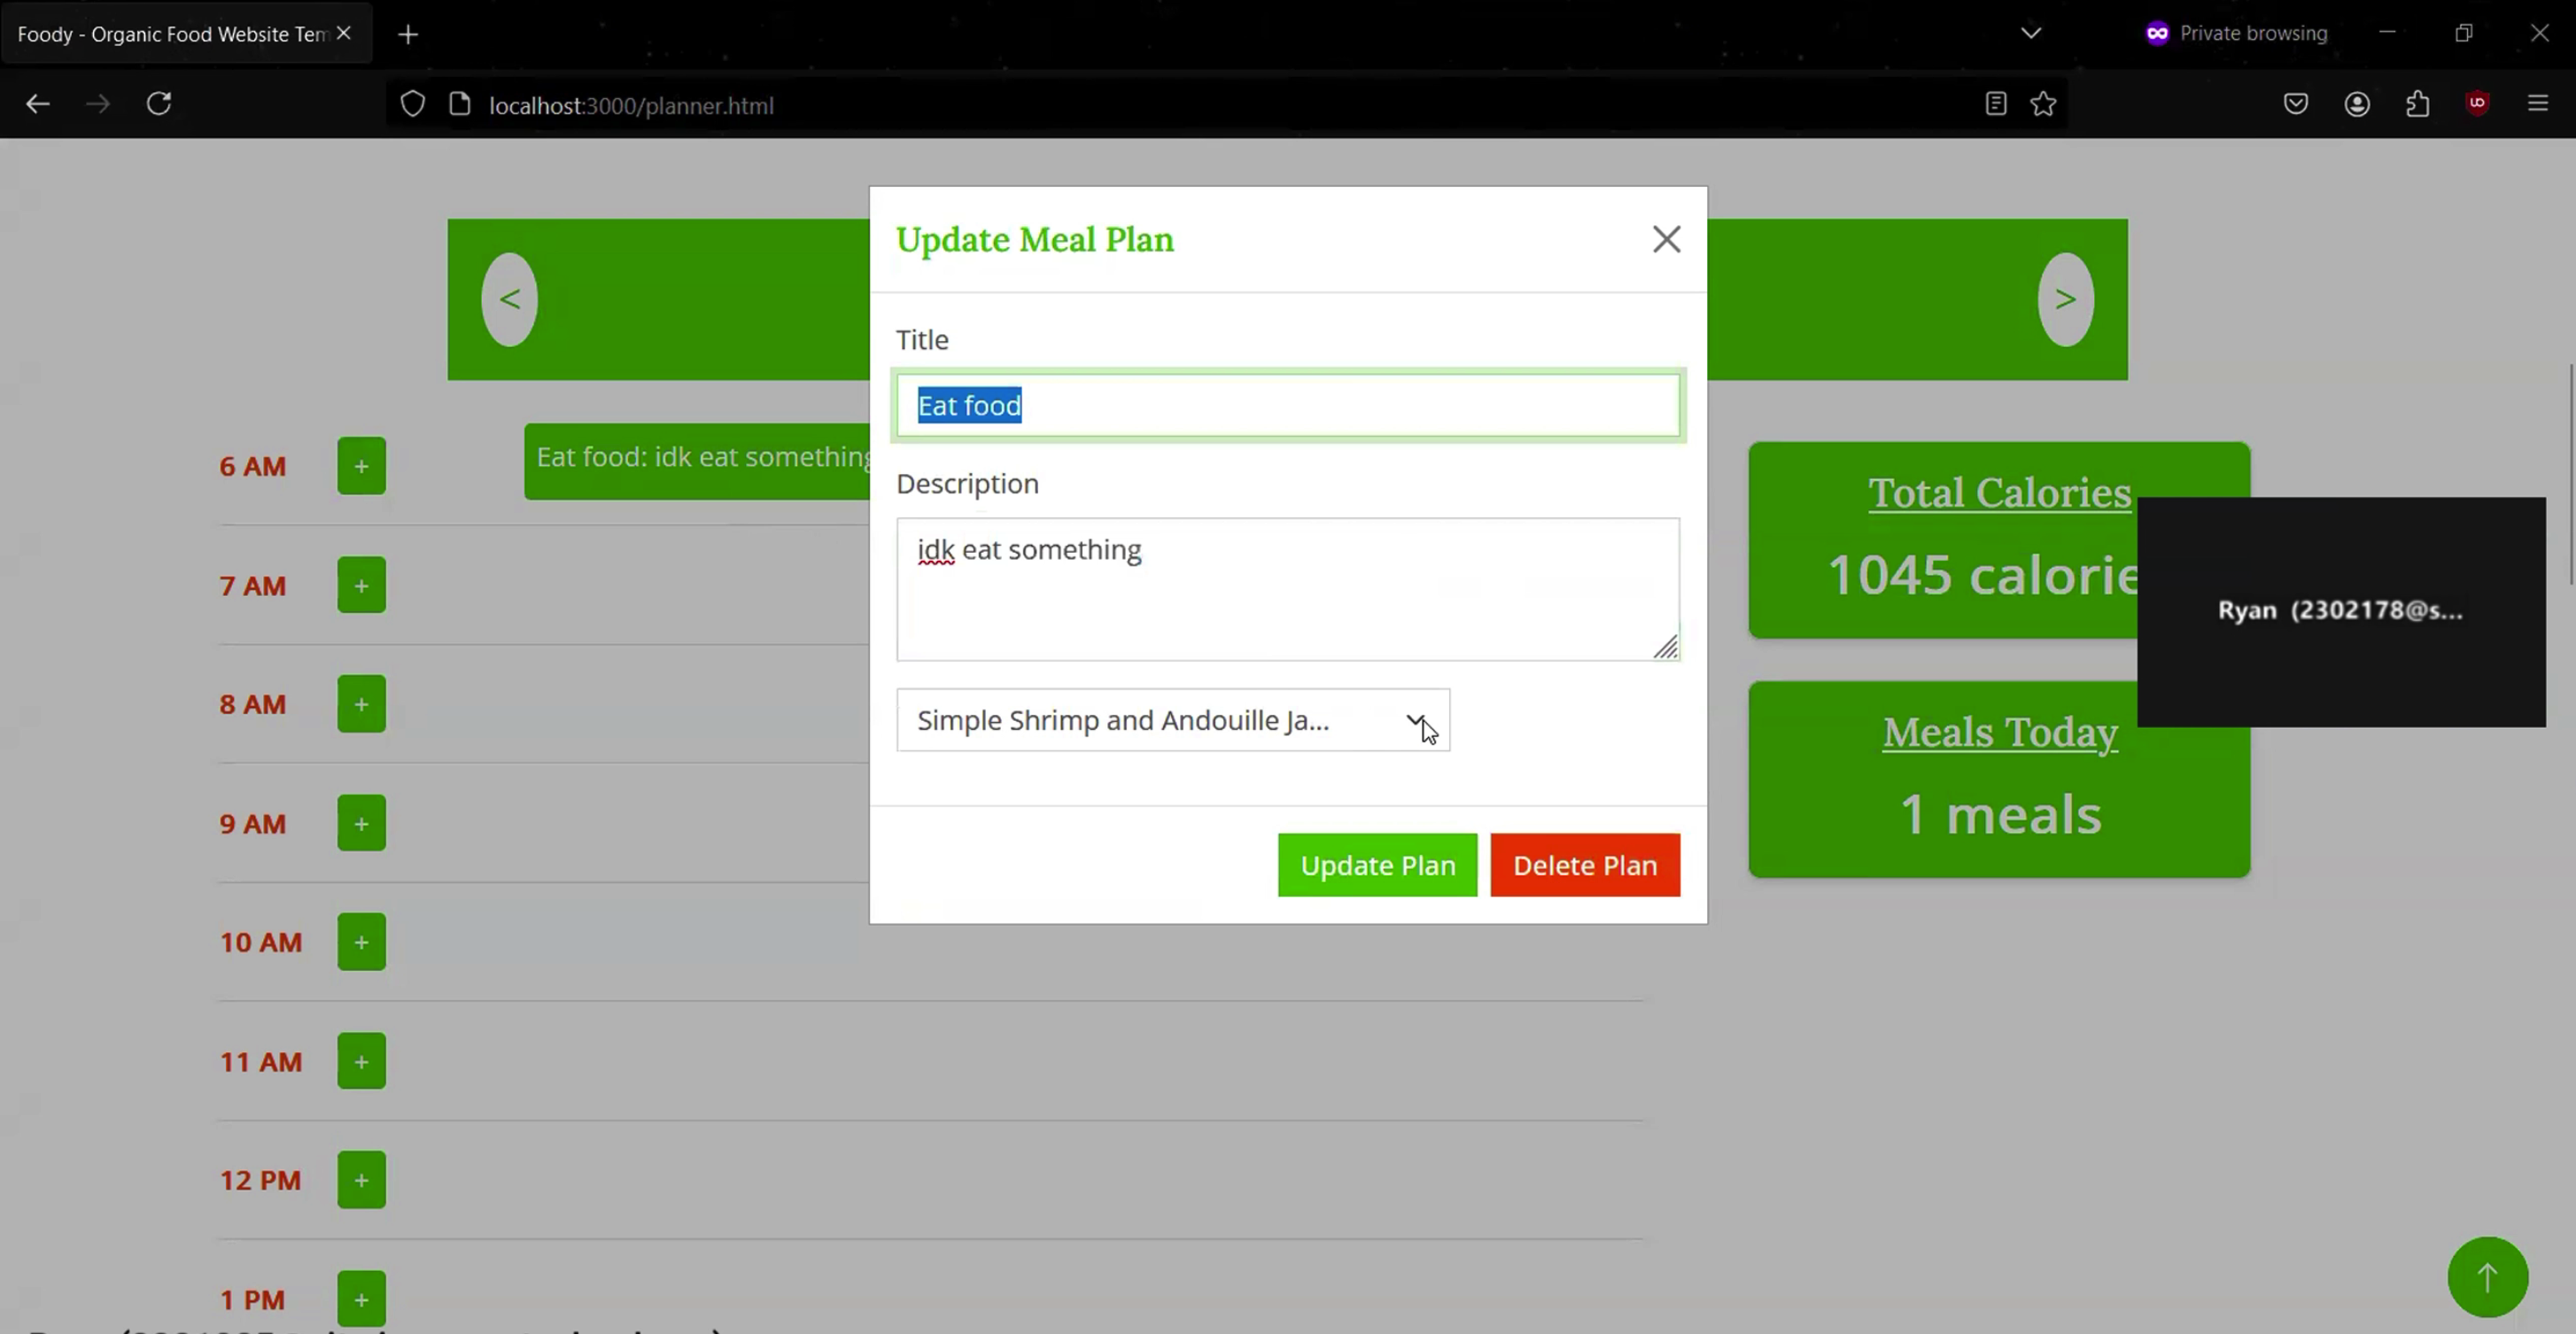 Foody - Organic Food Website Tem
Private browsing
localhost:3000/planner.html
Update Meal Plan
<
>
Title
Eat food
6 AM +
Eat food: idk eat something
Description
idk eat something
Total Calories
1045 calorie
Ryan (2302178@s...
7 AM +
8 AM +
Simple Shrimp and Andouille Ja...
Meals Today
1 meals
9 AM +
Update Plan
Delete Plan
10 AM +
11 AM +
12 PM +
1 PM +